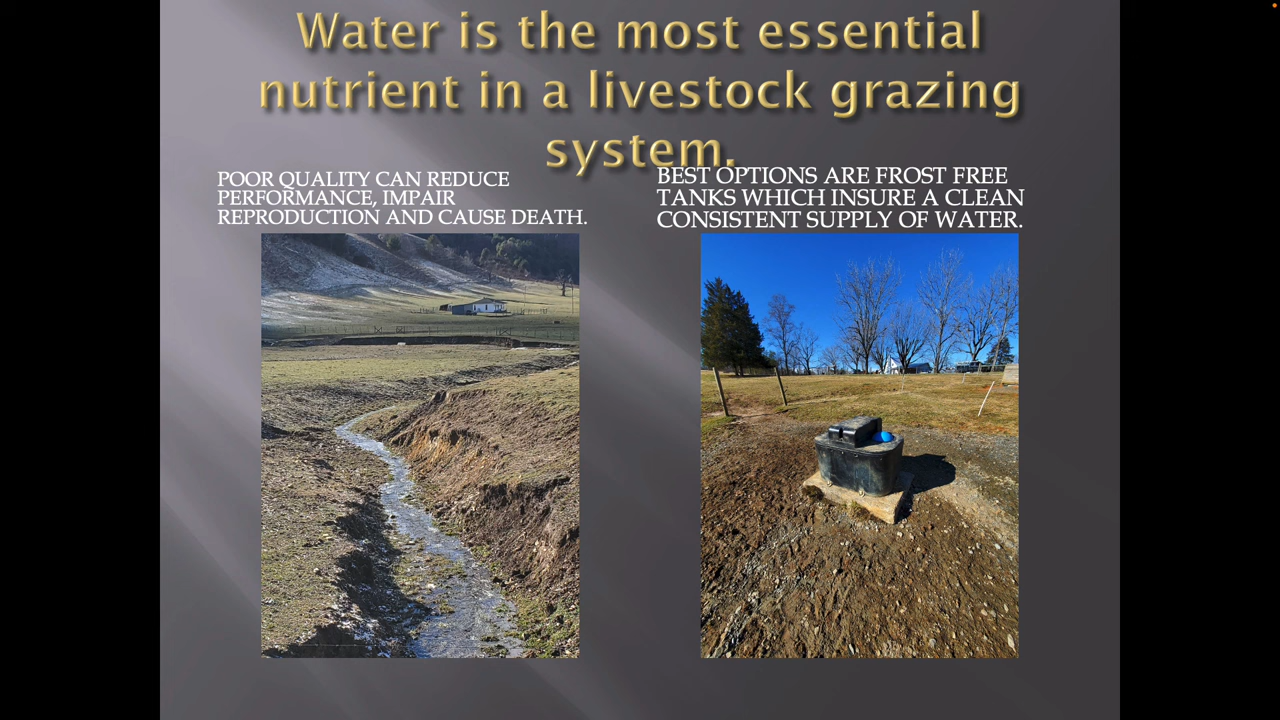 Water is the most essential
nutrient in a livestock grazing
system.
POOR QUALITY CAN REDUCE
PERFORMANCE, IMPAIR
REPRODUCTION AND CAUSE DEATH.
BEST OPTIONS ARE FROST FREE
TANKS WHICH INSURE A CLEAN
CONSISTENT SUPPLY OF WATER.